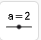 a = 2